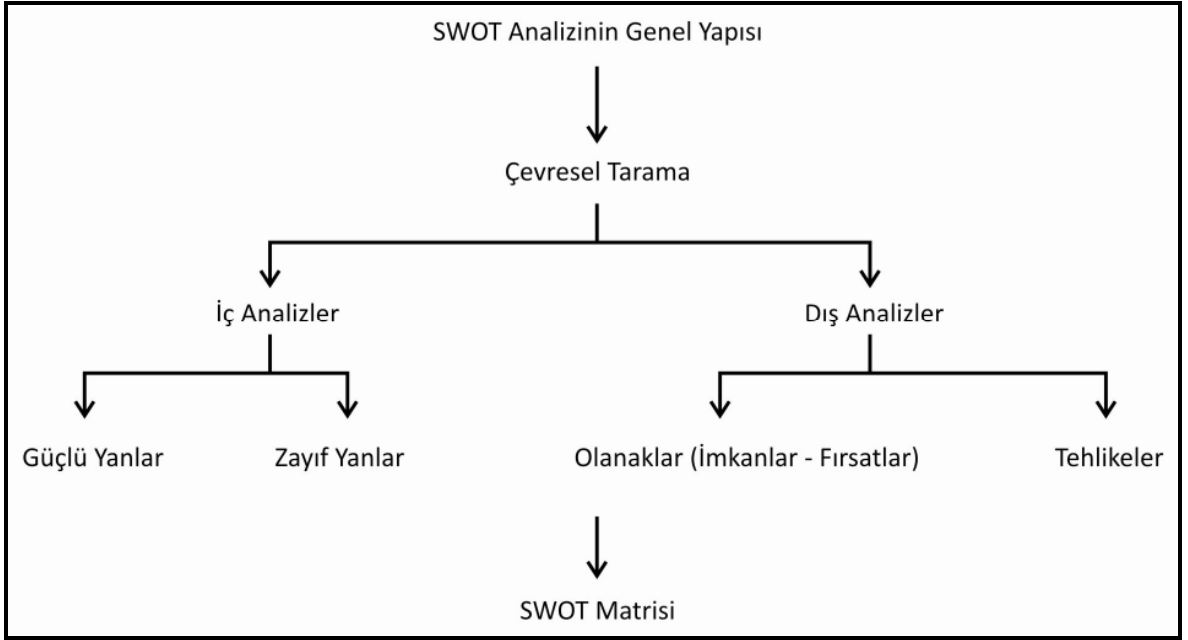 SWOT Analizinin Genel Yapısı
Çevresel Tarama
İç Analizler
Dış Analizler
Güçlü Yanlar
Zayıf Yanlar
Olanaklar (İmkanlar - Fırsatlar)
Tehlikeler
SWOT Matrisi